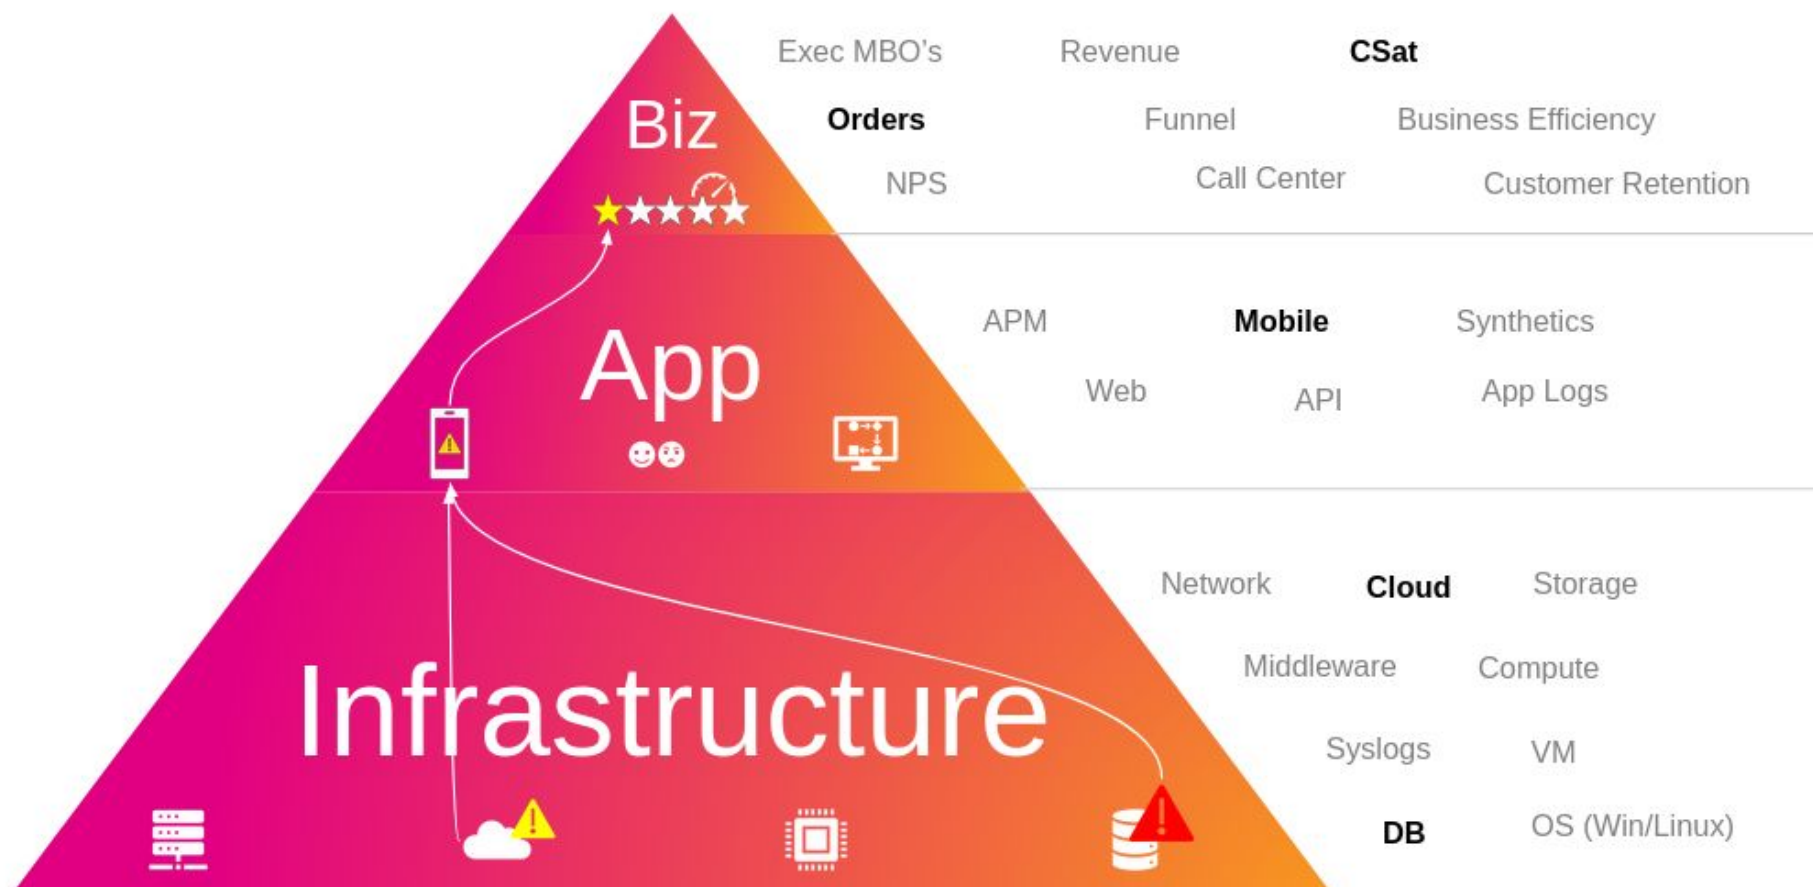 Exec MBO’s Revenue CSat
Biz
Orders Funnel Business Efficiency
NPS Call Center Customer Retention
App
APM Mobile Synthetics
Web API App Logs
Infrastructure
Network Cloud Storage
Middleware Compute
Syslogs VM
DB OS (Win/Linux)